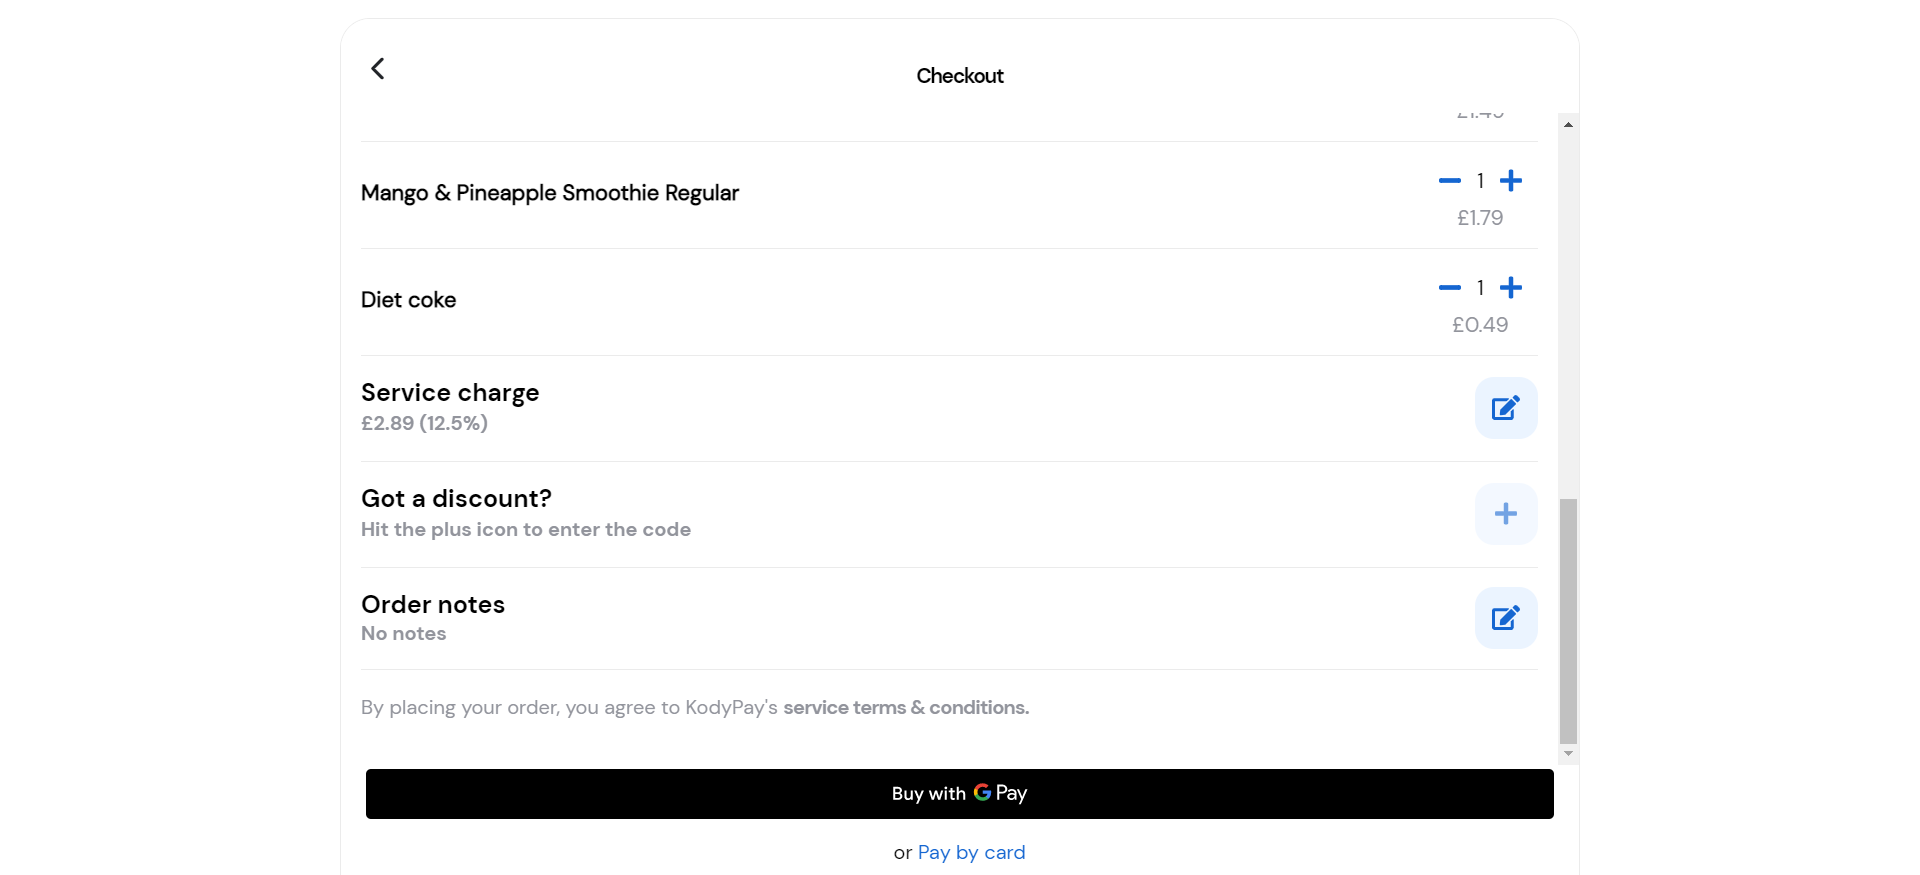 Checkout
Mango & Pineapple Smoothie Regular
1
£1.79
Diet coke
1
£0.49
Service charge
£2.89 (12.5%)
Got a discount?
Hit the plus icon to enter the code
Order notes
No notes
By placing your order, you agree to KodyPay's service terms & conditions.
Buy with G Pay
or Pay by card